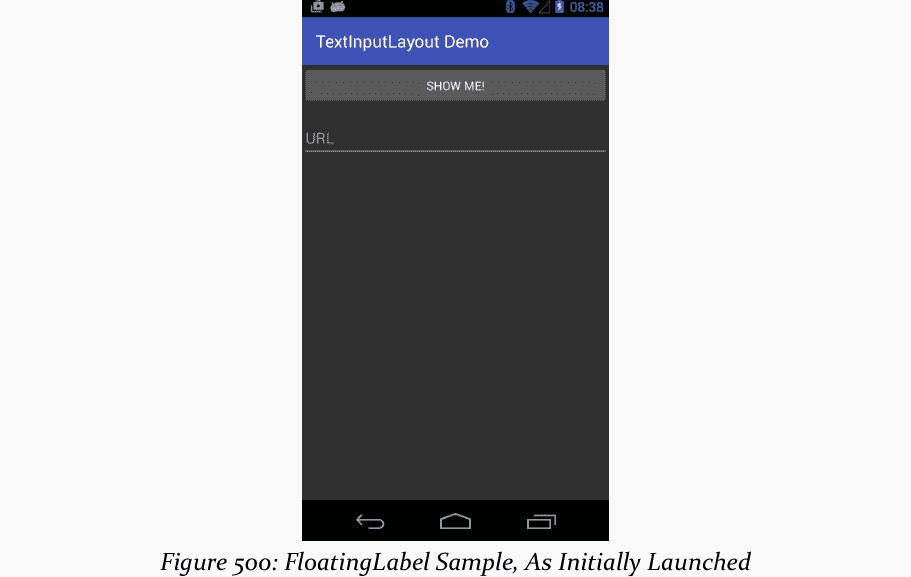 08:38
TextInputLayout Demo
SHOW ME!
URL
Figure 500: FloatingLabel Sample, As Initially Launched